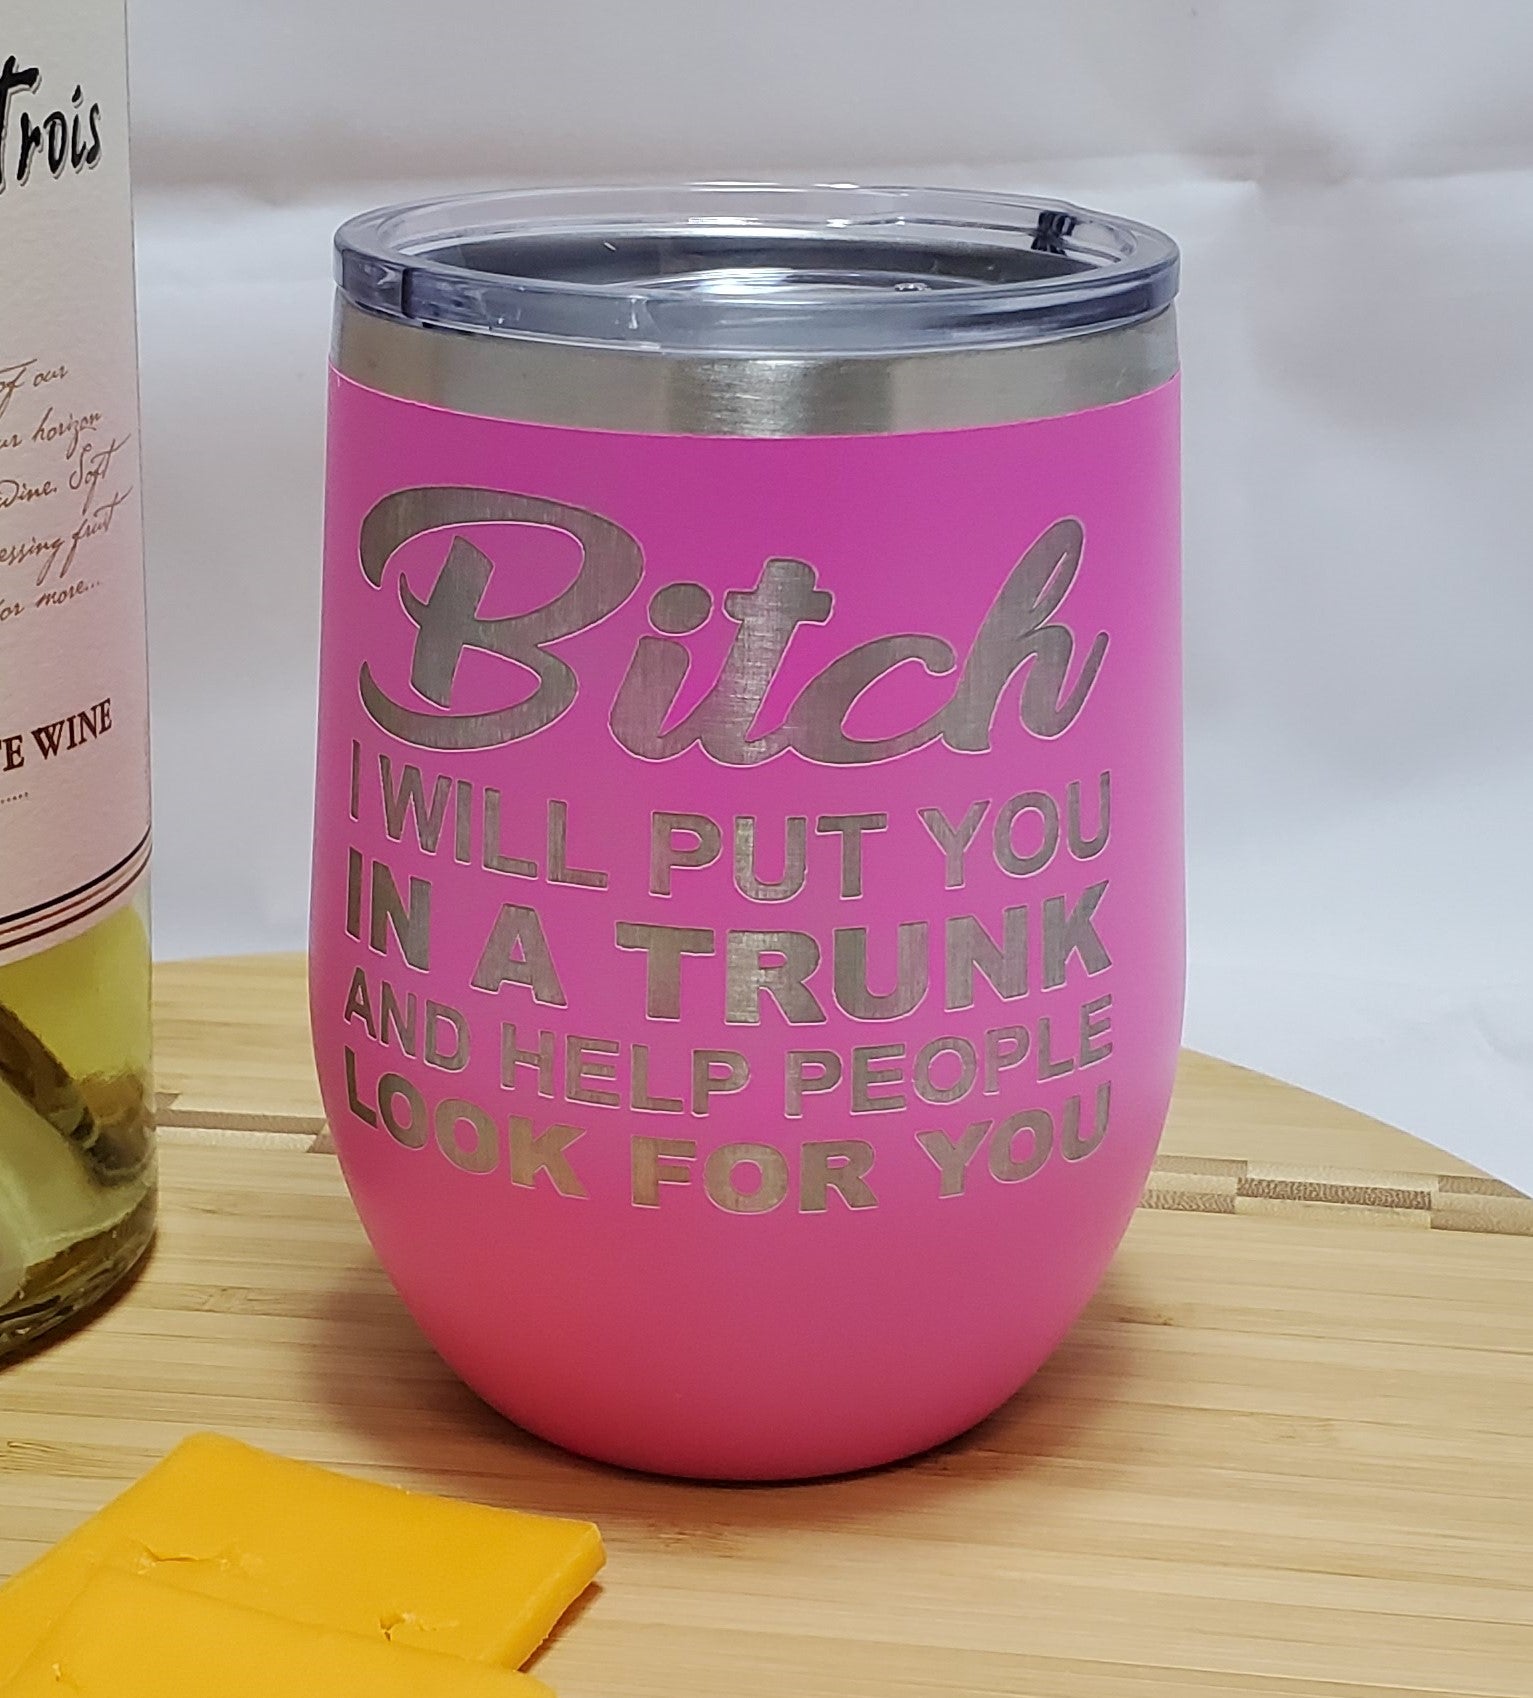 Trois
of our
horizon
Wine. Soft
fruit
for more...
WINE
Bitch
I WILL PUT YOU
IN A TRUNK
AND HELP PEOPLE
LOOK FOR YOU